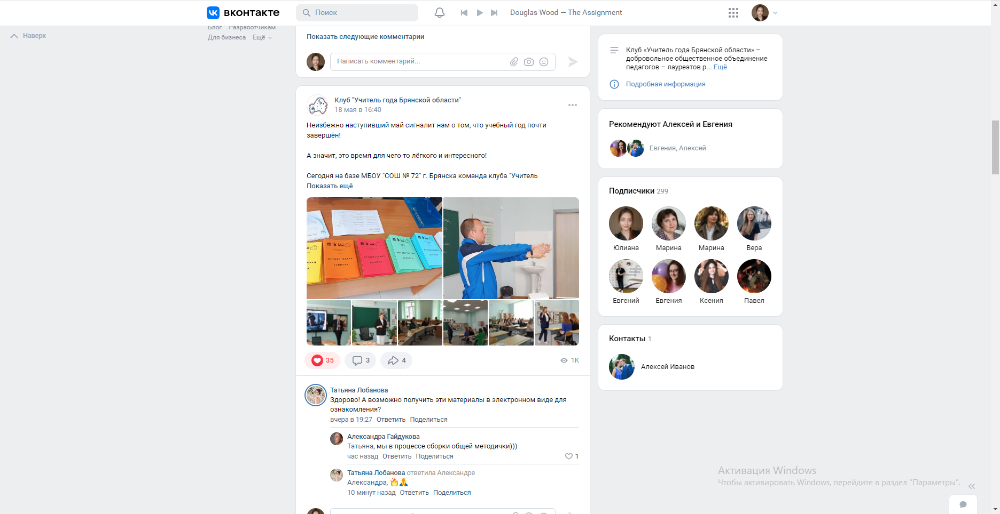 вконтакте
Поиск
Douglas Wood — The Assignment
Наверх
Блог Разработчикам
Для бизнеса Ещё
Показать следующие комментарии
Написать комментарий...
Клуб "Учитель года Брянской области"
18 мая в 16:40
Неизбежно наступивший май сигналит нам о том, что учебный год почти
завершён!
А значит, это время для чего-то лёгкого и интересного!
Сегодня на базе МБОУ "СОШ № 72" г. Брянска команда клуба "Учитель
Показать ещё
МЕТОДИЧЕСКАЯ
КОПИЛКА
МЕТОДИЧЕСКАЯ
КОПИЛКА
МЕТОДИЧЕСКАЯ
КОПИЛКА
35
3
4
1K
Татьяна Лобанова
Здорово! А возможно получить эти материалы в электронном виде для
ознакомления?
вчера в 19:27 Ответить Поделиться
Александра Гайдукова
Татьяна, мы в процессе сборки общей методички)))
час назад Ответить Поделиться
1
Татьяна Лобанова ответила Александре
Александра, 🔥🙏
10 минут назад Ответить Поделиться
Клуб «Учитель года Брянской области» –
добровольное общественное объединение
педагогов – лауреатов р... Ещё
Подробная информация
Рекомендуют Алексей и Евгения
Евгения, Алексей
Подписчики 299
Юлиана Марина Марина Вера
Евгений Евгения Ксения Павел
Контакты 1
Алексей Иванов
Активация Windows
Чтобы активировать Windows, перейдите в раздел "Параметры".